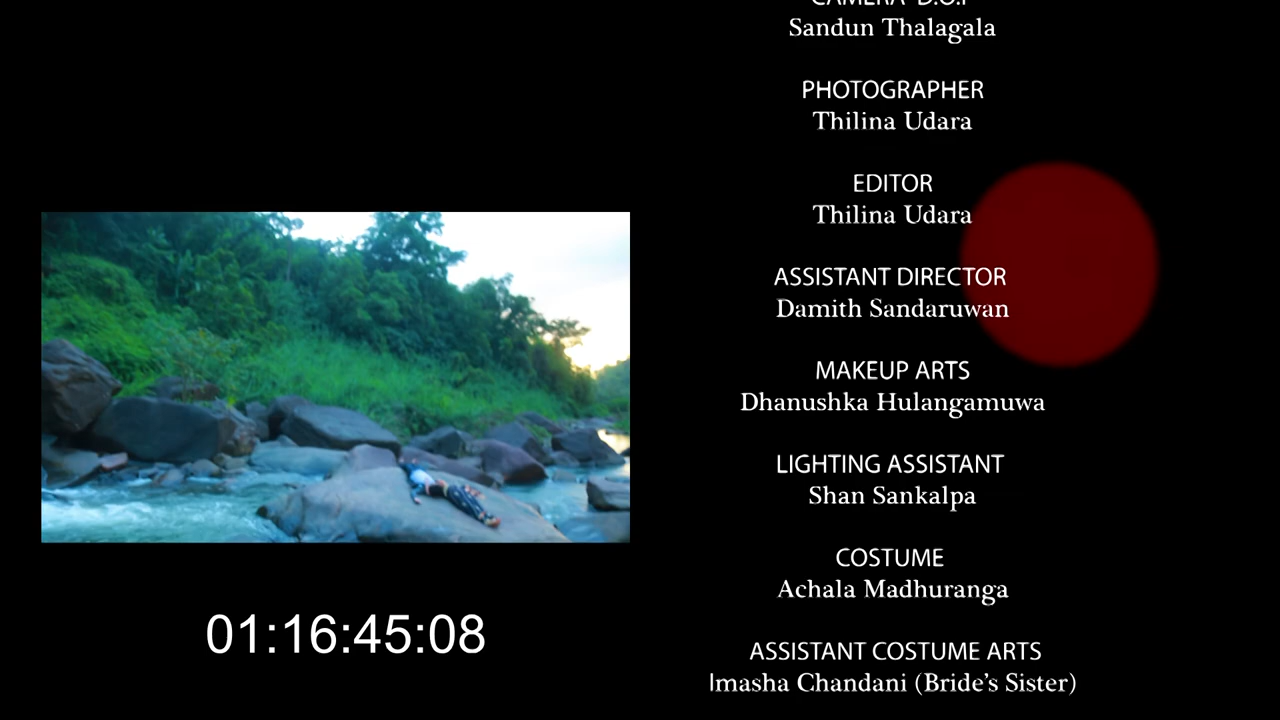 CAMERA D.O.P
Sandun Thalagala
PHOTOGRAPHER
Thilina Udara
EDITOR
Thilina Udara
ASSISTANT DIRECTOR
Damith Sandaruwan
MAKEUP ARTS
Dhanushka Hulangamuwa
LIGHTING ASSISTANT
Shan Sankalpa
COSTUME
Achala Madhuranga
ASSISTANT COSTUME ARTS
Imasha Chandani (Bride's Sister)
01:16:45:08